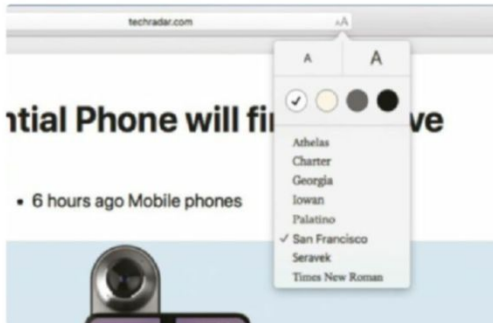 techradar.com AA
A A
ntial Phone will fi ve
Athelas
Charter
Georgia
• 6 hours ago Mobile phones
Iowan
Palatino
✓ San Francisco
Seravek
Times New Roman